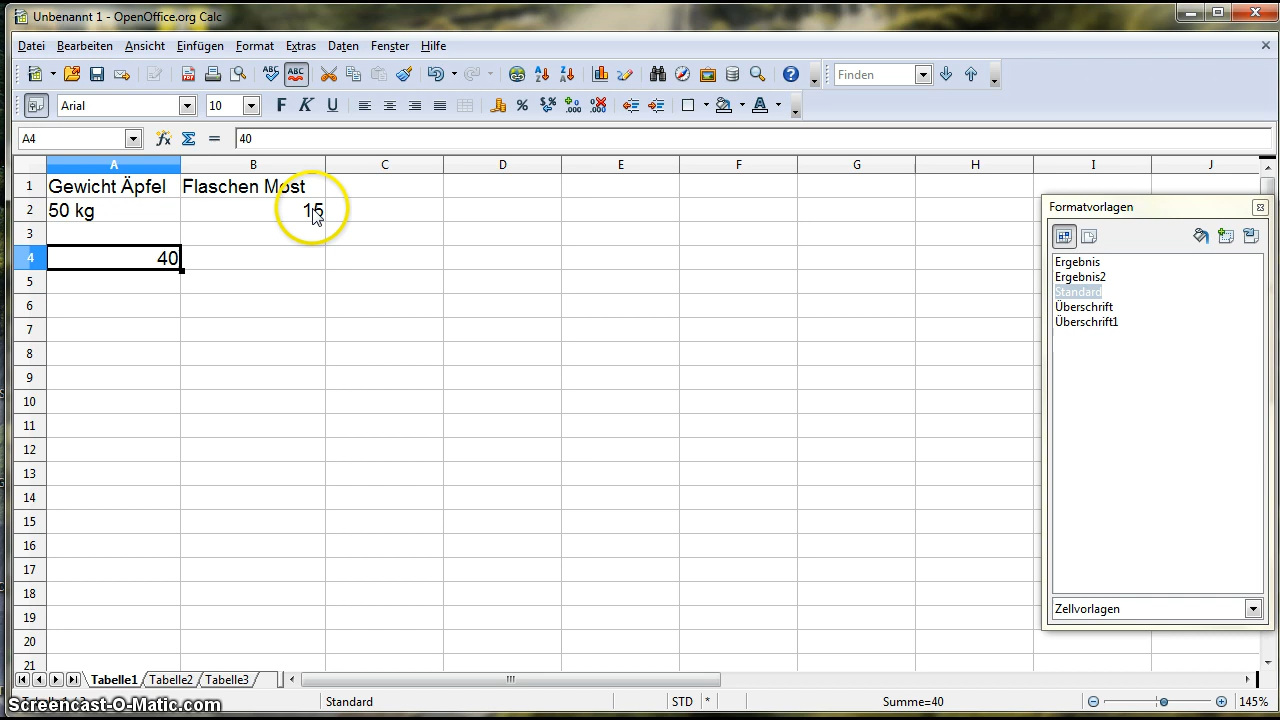 Unbenannt 1 - OpenOffice.org Calc
Datei Bearbeiten Ansicht Einfügen Format Extras Daten Fenster Hilfe
Finden
Arial 10 F K U
A4 40
A B C D E F G H I J
1 Gewicht Äpfel Flaschen Most
2 50 kg 15
3
4 40
5
6
7
8
9
10
11
12
13
14
15
16
17
18
19
20
21
Formatvorlagen
Ergebnis
Ergebnis2
Standard
Überschrift
Überschrift1
Zellvorlagen
Tabelle1 Tabelle2 Tabelle3
Standard STD * Summe=40 145%
Screencast-O-Matic.com